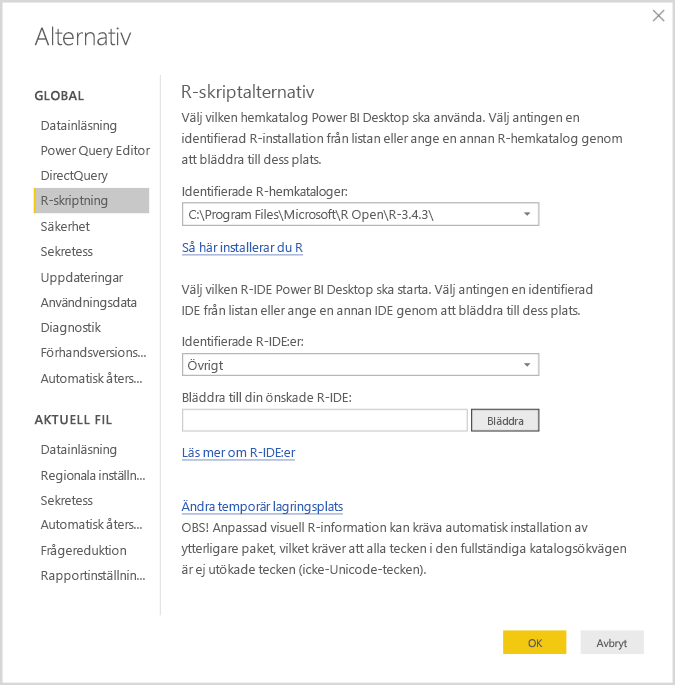 Alternativ
GLOBAL
Datainläsning
Power Query Editor
DirectQuery
R-skriptning
Säkerhet
Sekretess
Uppdateringar
Användningsdata
Diagnostik
Förhandsversions...
Automatisk åters...
AKTUELL FIL
Datainläsning
Regionala inställn...
Sekretess
Automatisk åters...
Frågereduktion
Rapportinställnin...
R-skriptalternativ
Välj vilken hemkatalog Power BI Desktop ska använda. Välj antingen en
identifierad R-installation från listan eller ange en annan R-hemkatalog genom
att bläddra till dess plats.
Identifierade R-hemkataloger:
C:\Program Files\Microsoft\R Open\R-3.4.3\
Så här installerar du R
Välj vilken R-IDE Power BI Desktop ska starta. Välj antingen en identifierad
IDE från listan eller ange en annan IDE genom att bläddra till dess plats.
Identifierade R-IDE:er:
Övrigt
Bläddra till din önskade R-IDE:
Bläddra
Läs mer om R-IDE:er
Ändra temporär lagringsplats
OBS! Anpassad visuell R-information kan kräva automatisk installation av
ytterligare paket, vilket kräver att alla tecken i den fullständiga katalogsökvägen
är ej utökade tecken (icke-Unicode-tecken).
OK
Avbryt